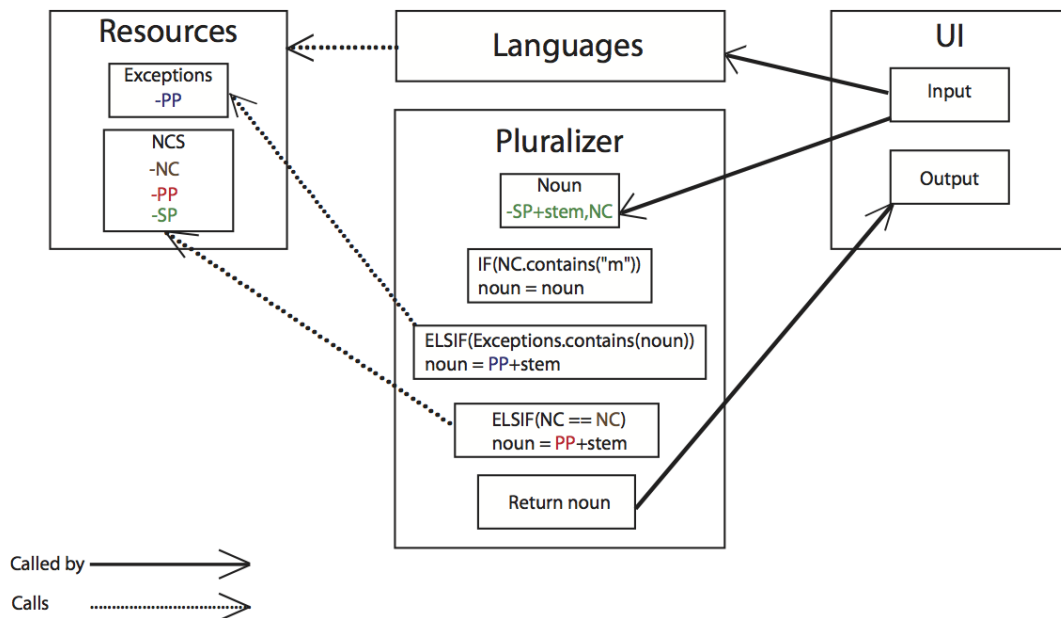 Resources
Exceptions
-PP
NCS
-NC
-PP
-SP
Languages
Pluralizer
Noun
-SP+stem,NC
IF(NC.contains("m"))
noun = noun
ELSIF(Exceptions.contains(noun))
noun = PP+stem
ELSIF(NC == NC)
noun = PP+stem
Return noun
UI
Input
Output
Called by
Calls